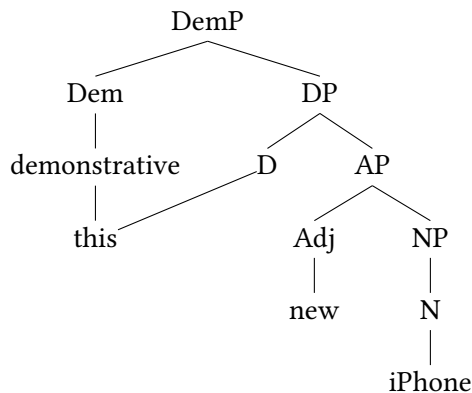 DemP
Dem DP
demonstrative D AP
this Adj NP
new N
iPhone